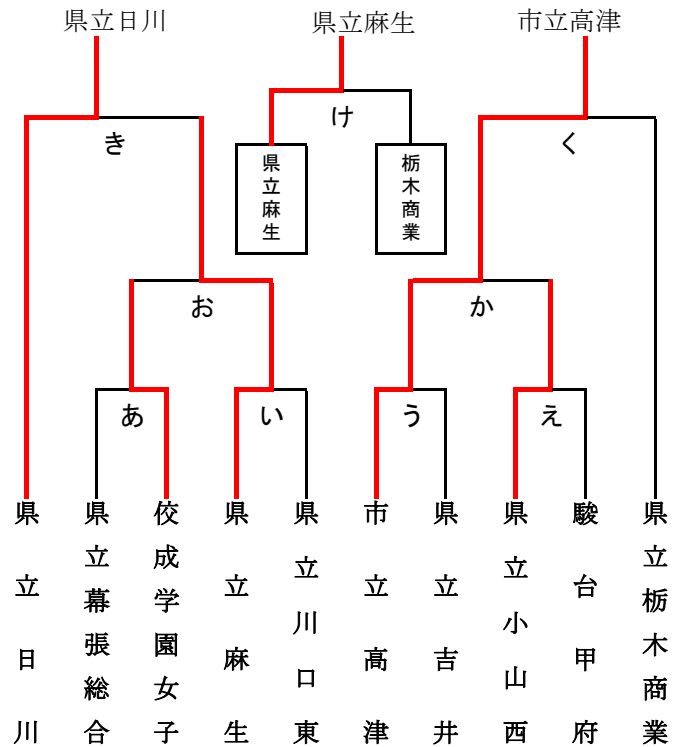 県立日川
県立麻生
市立高津
け
き
く
県立麻生
栃木商業
お
か
あ
い
う
え
県立日川
県立幕張総合
佼成学園女子
県立麻生
県立川口東
市立高津
県立吉井
県立小山西
駿台甲府
県立栃木商業